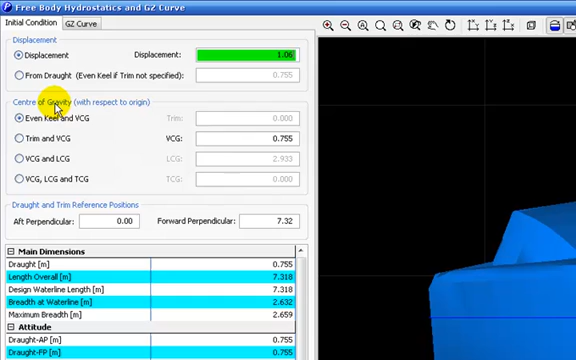 Free Body Hydrostatics and GZ Curve
Initial Condition GZ Curve
Displacement
Displacement Displacement: 1.06
From Draught (Even Keel if Trim not specified): 0.755
Centre of Gravity (with respect to origin)
Even Keel and VCG Trim: 0.000
Trim and VCG VCG: 0.755
VCG and LCG LCG: 2.933
VCG, LCG and TCG TCG: 0.000
Draught and Trim Reference Positions
Aft Perpendicular: 0.00 Forward Perpendicular: 7.32
Main Dimensions
Draught [m] 0.755
Length Overall [m] 7.318
Design Waterline Length [m] 7.318
Breadth at Waterline [m] 2.632
Maximum Breadth [m] 2.659
Attitude
Draught-AP [m] 0.755
Draught-FP [m] 0.755